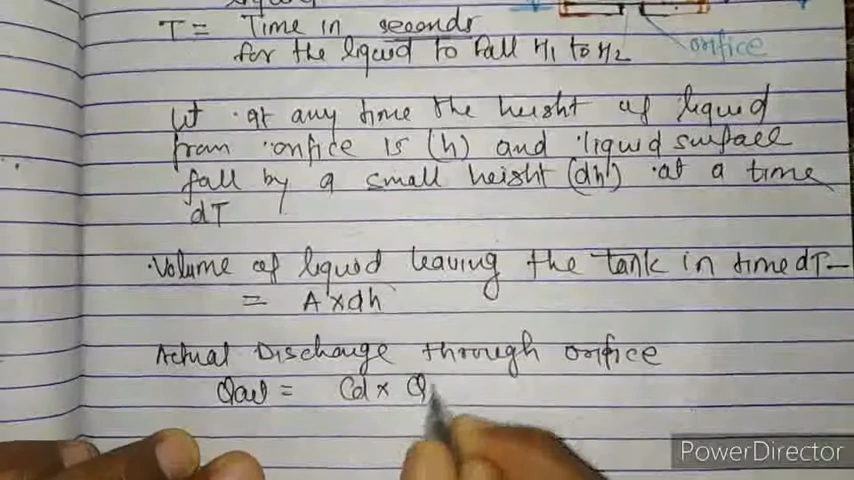 T = Time in seconds
for the liquid to fall H1 to H2
orifice
let at any time the height of liquid
from orifice is (h) and liquid surface
fall by a small height (dh) at a time
dT
Volume of liquid leaving the tank in time dT-
= A×dh
Actual Discharge through orifice
Qact = Cd × Q
PowerDirector